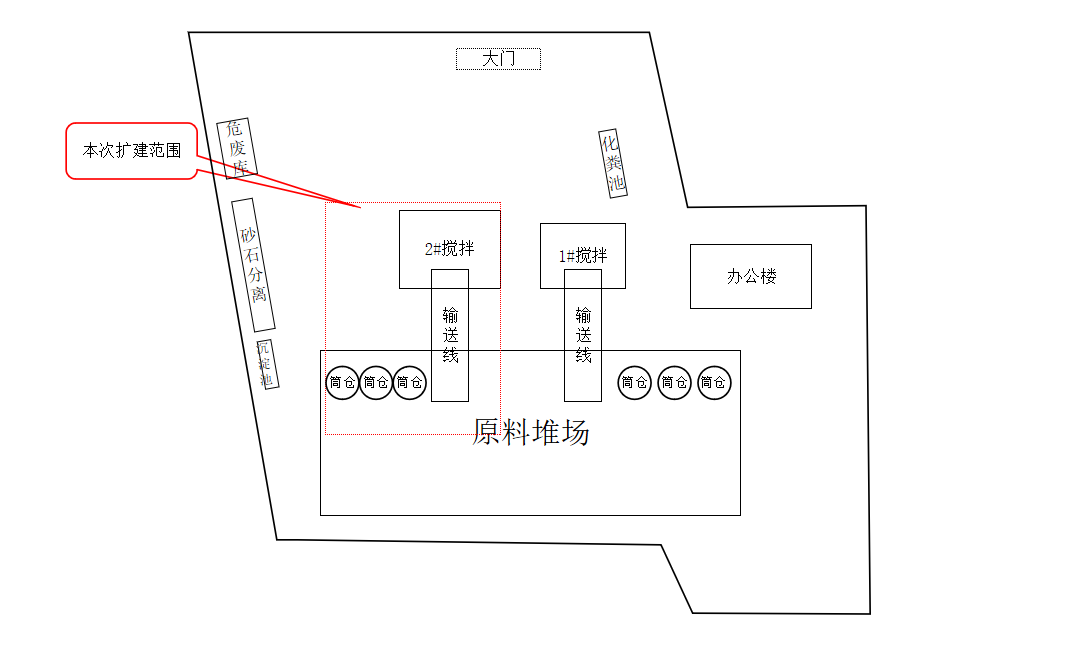 大门
危废库
化粪池
本次扩建范围
砂石分离
2#搅拌
1#搅拌
办公楼
输送线
输送线
沉淀池
筒仓
筒仓
筒仓
筒仓
筒仓
筒仓
原料堆场